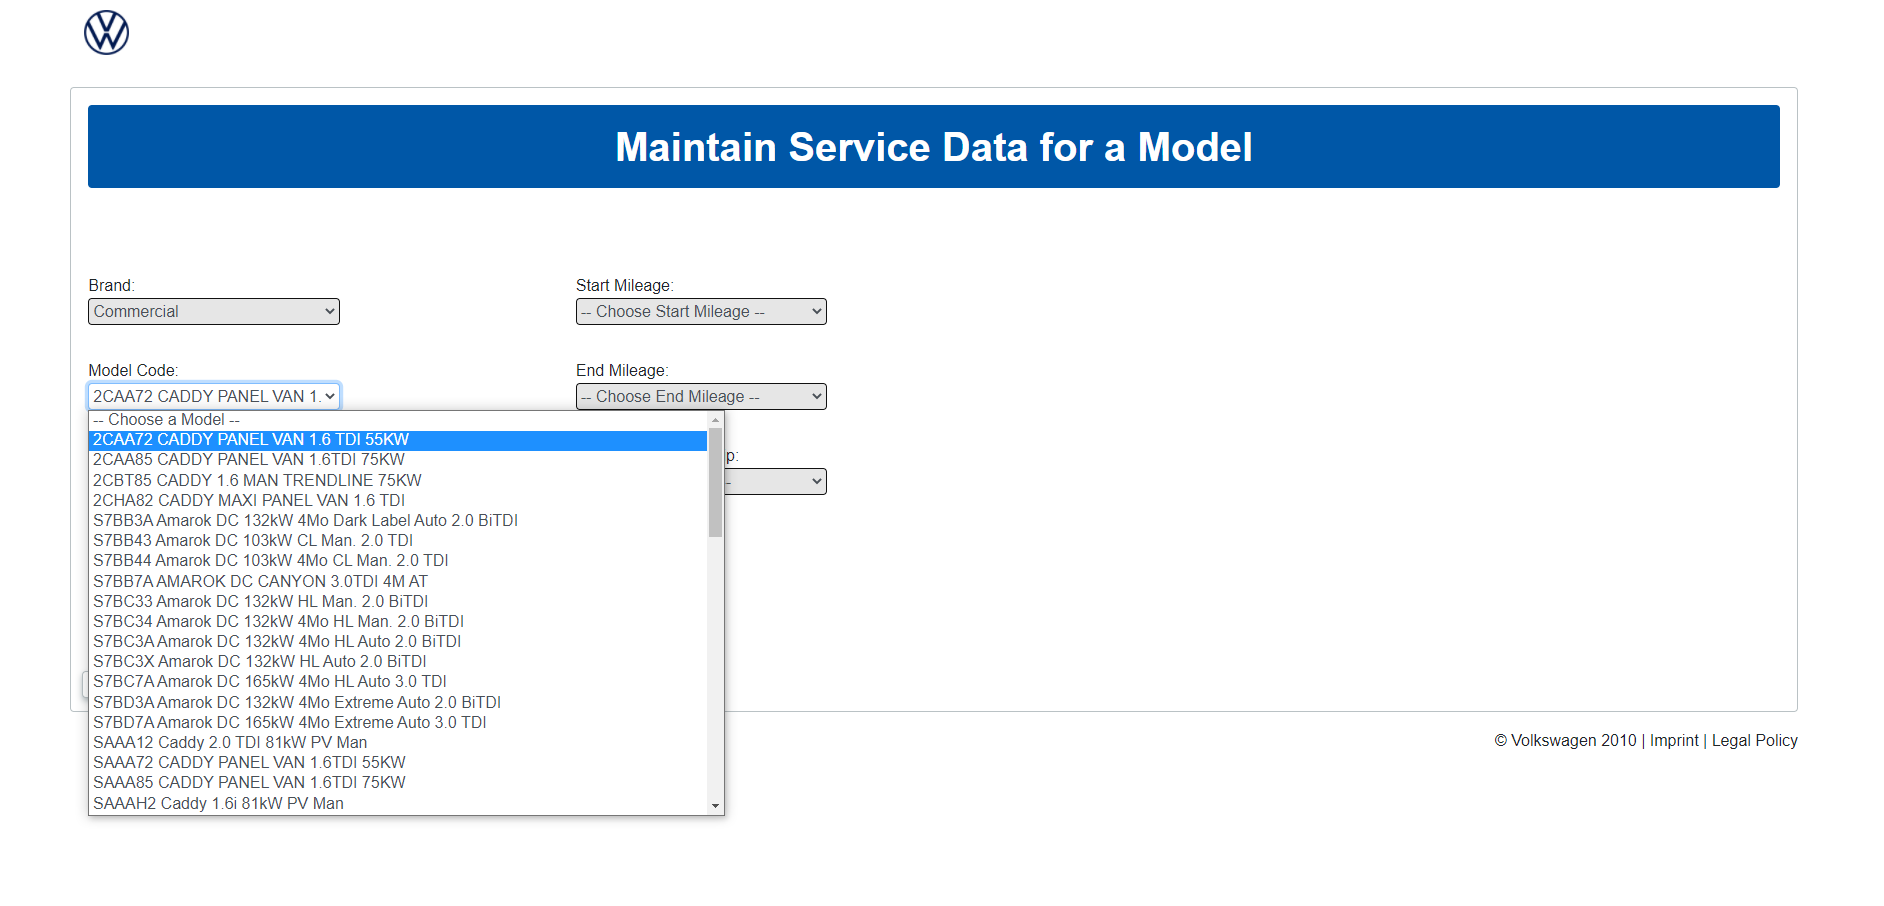 Maintain Service Data for a Model
Brand:
Commercial
Start Mileage:
-- Choose Start Mileage --
Model Code:
2CAA72 CADDY PANEL VAN 1.
End Mileage:
-- Choose End Mileage --
-- Choose a Model --
2CAA72 CADDY PANEL VAN 1.6 TDI 55KW
2CAA85 CADDY PANEL VAN 1.6TDI 75KW
2CBT85 CADDY 1.6 MAN TRENDLINE 75KW
2CHA82 CADDY MAXI PANEL VAN 1.6 TDI
S7BB3A Amarok DC 132kW 4Mo Dark Label Auto 2.0 BiTDI
S7BB43 Amarok DC 103kW CL Man. 2.0 TDI
S7BB44 Amarok DC 103kW 4Mo CL Man. 2.0 TDI
S7BB7A AMAROK DC CANYON 3.0TDI 4M AT
S7BC33 Amarok DC 132kW HL Man. 2.0 BiTDI
S7BC34 Amarok DC 132kW 4Mo HL Man. 2.0 BiTDI
S7BC3A Amarok DC 132kW 4Mo HL Auto 2.0 BiTDI
S7BC3X Amarok DC 132kW HL Auto 2.0 BiTDI
S7BC7A Amarok DC 165kW 4Mo HL Auto 3.0 TDI
S7BD3A Amarok DC 132kW 4Mo Extreme Auto 2.0 BiTDI
S7BD7A Amarok DC 165kW 4Mo Extreme Auto 3.0 TDI
SAAA12 Caddy 2.0 TDI 81kW PV Man
SAAA72 CADDY PANEL VAN 1.6TDI 55KW
SAAA85 CADDY PANEL VAN 1.6TDI 75KW
SAAAH2 Caddy 1.6i 81kW PV Man
p:
-
© Volkswagen 2010 | Imprint | Legal Policy